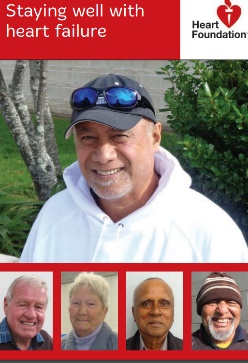 Staying well with
heart failure
Heart
Foundation